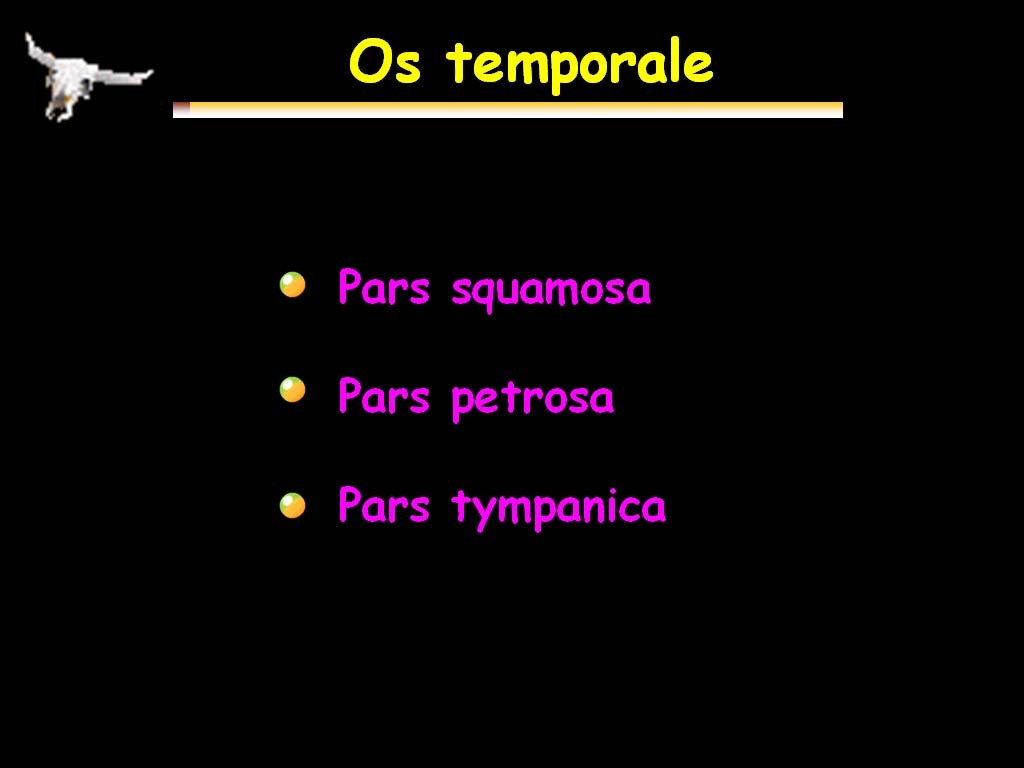 Os temporale
Pars squamosa
Pars petrosa
Pars tympanica